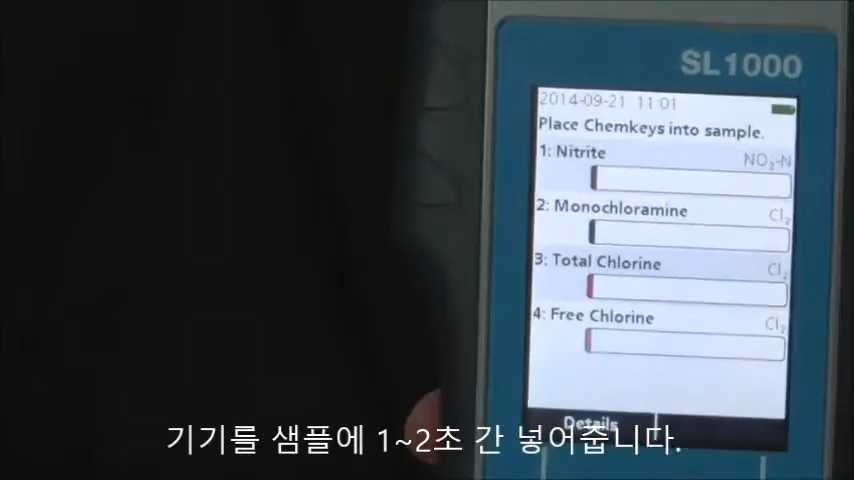 SL1000
2014-09-21 11:01
Place Chemkeys into sample.
1: Nitrite NO₂-N
2: Monochloramine Cl₂
3: Total Chlorine Cl₂
4: Free Chlorine Cl₂
Details
기기를 샘플에 1~2초 간 넣어줍니다.